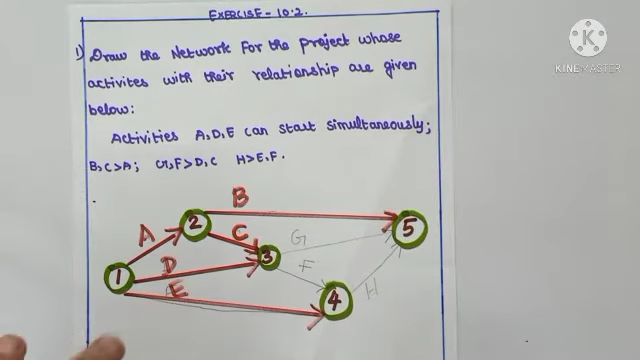 EXERCISE-10.2.
1) Draw the Network for the project whose
activites with their relationship are given
below:
Activities A,D,E can start simultaneously;
B,C>A; G,F>D,C H>E,F.
K
KINEMASTER
B
2
5
A
C
G
3
D
F
1
E
4
H